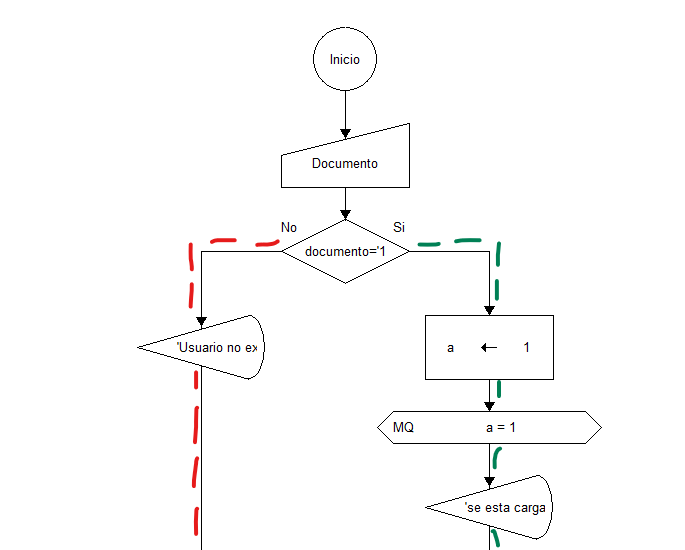 Inicio
Documento
No
Si
documento='1
'Usuario no ex
a ← 1
MQ a = 1
'se esta carga